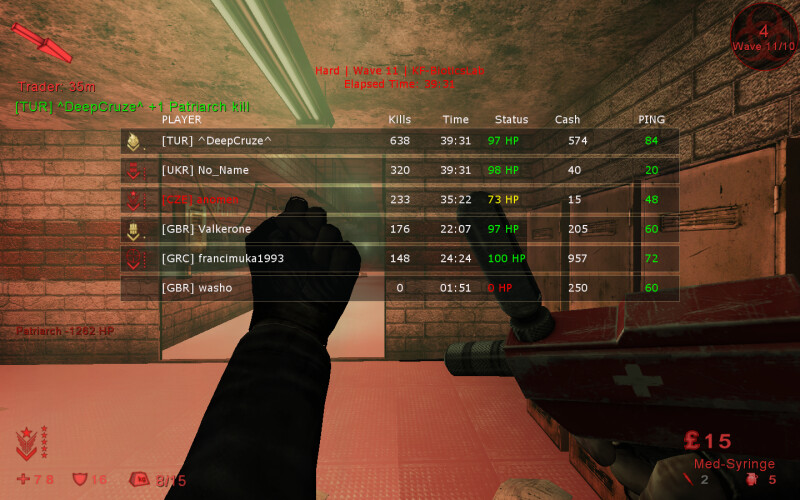 4
Wave 11/10
Hard | Wave 11
Elapsed Time: 39:31
Trader: 35m
[TUR] ^DeepCruze^ +1 Patriarch kill
PLAYER Kills Time Status Cash PING
[TUR] ^DeepCruze^ 638 39:31 97 HP 574 84
[UKR] No_Name 320 39:31 98 HP 40 20
[CZE] 233 35:22 73 HP 15 48
[GBR] Valkerone 176 22:07 97 HP 205 60
[GRC] francimuka1993 148 24:24 100 HP 957 72
[GBR] washo 0 01:51 0 HP 250 60
Patriarch -1262 HP
£15
Med-Syringe
78 16 8/15 2 5